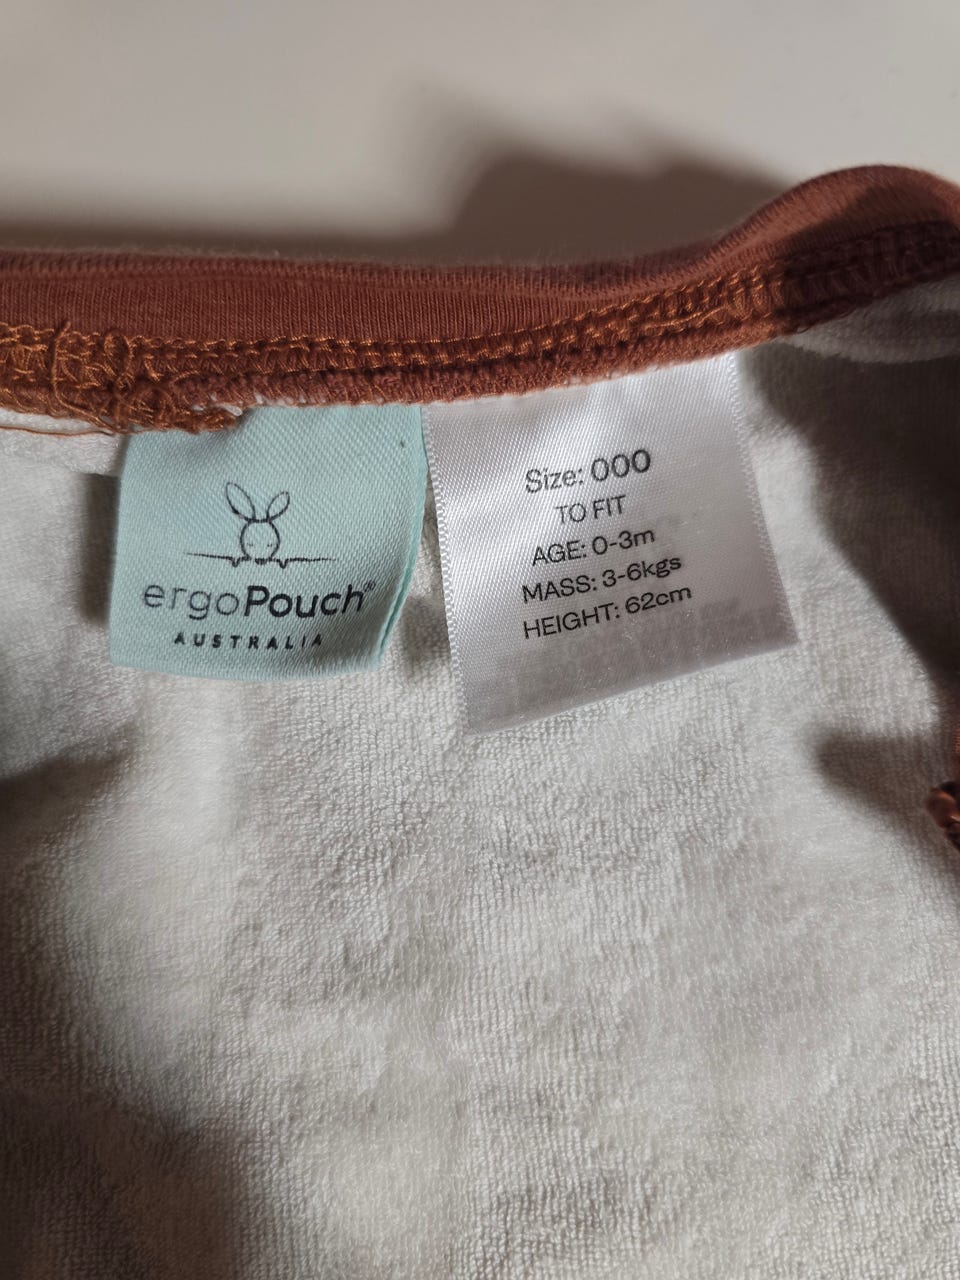 ergoPouch®
AUSTRALIA
Size: 000
TO FIT
AGE: 0-3m
MASS: 3-6kgs
HEIGHT: 62cm